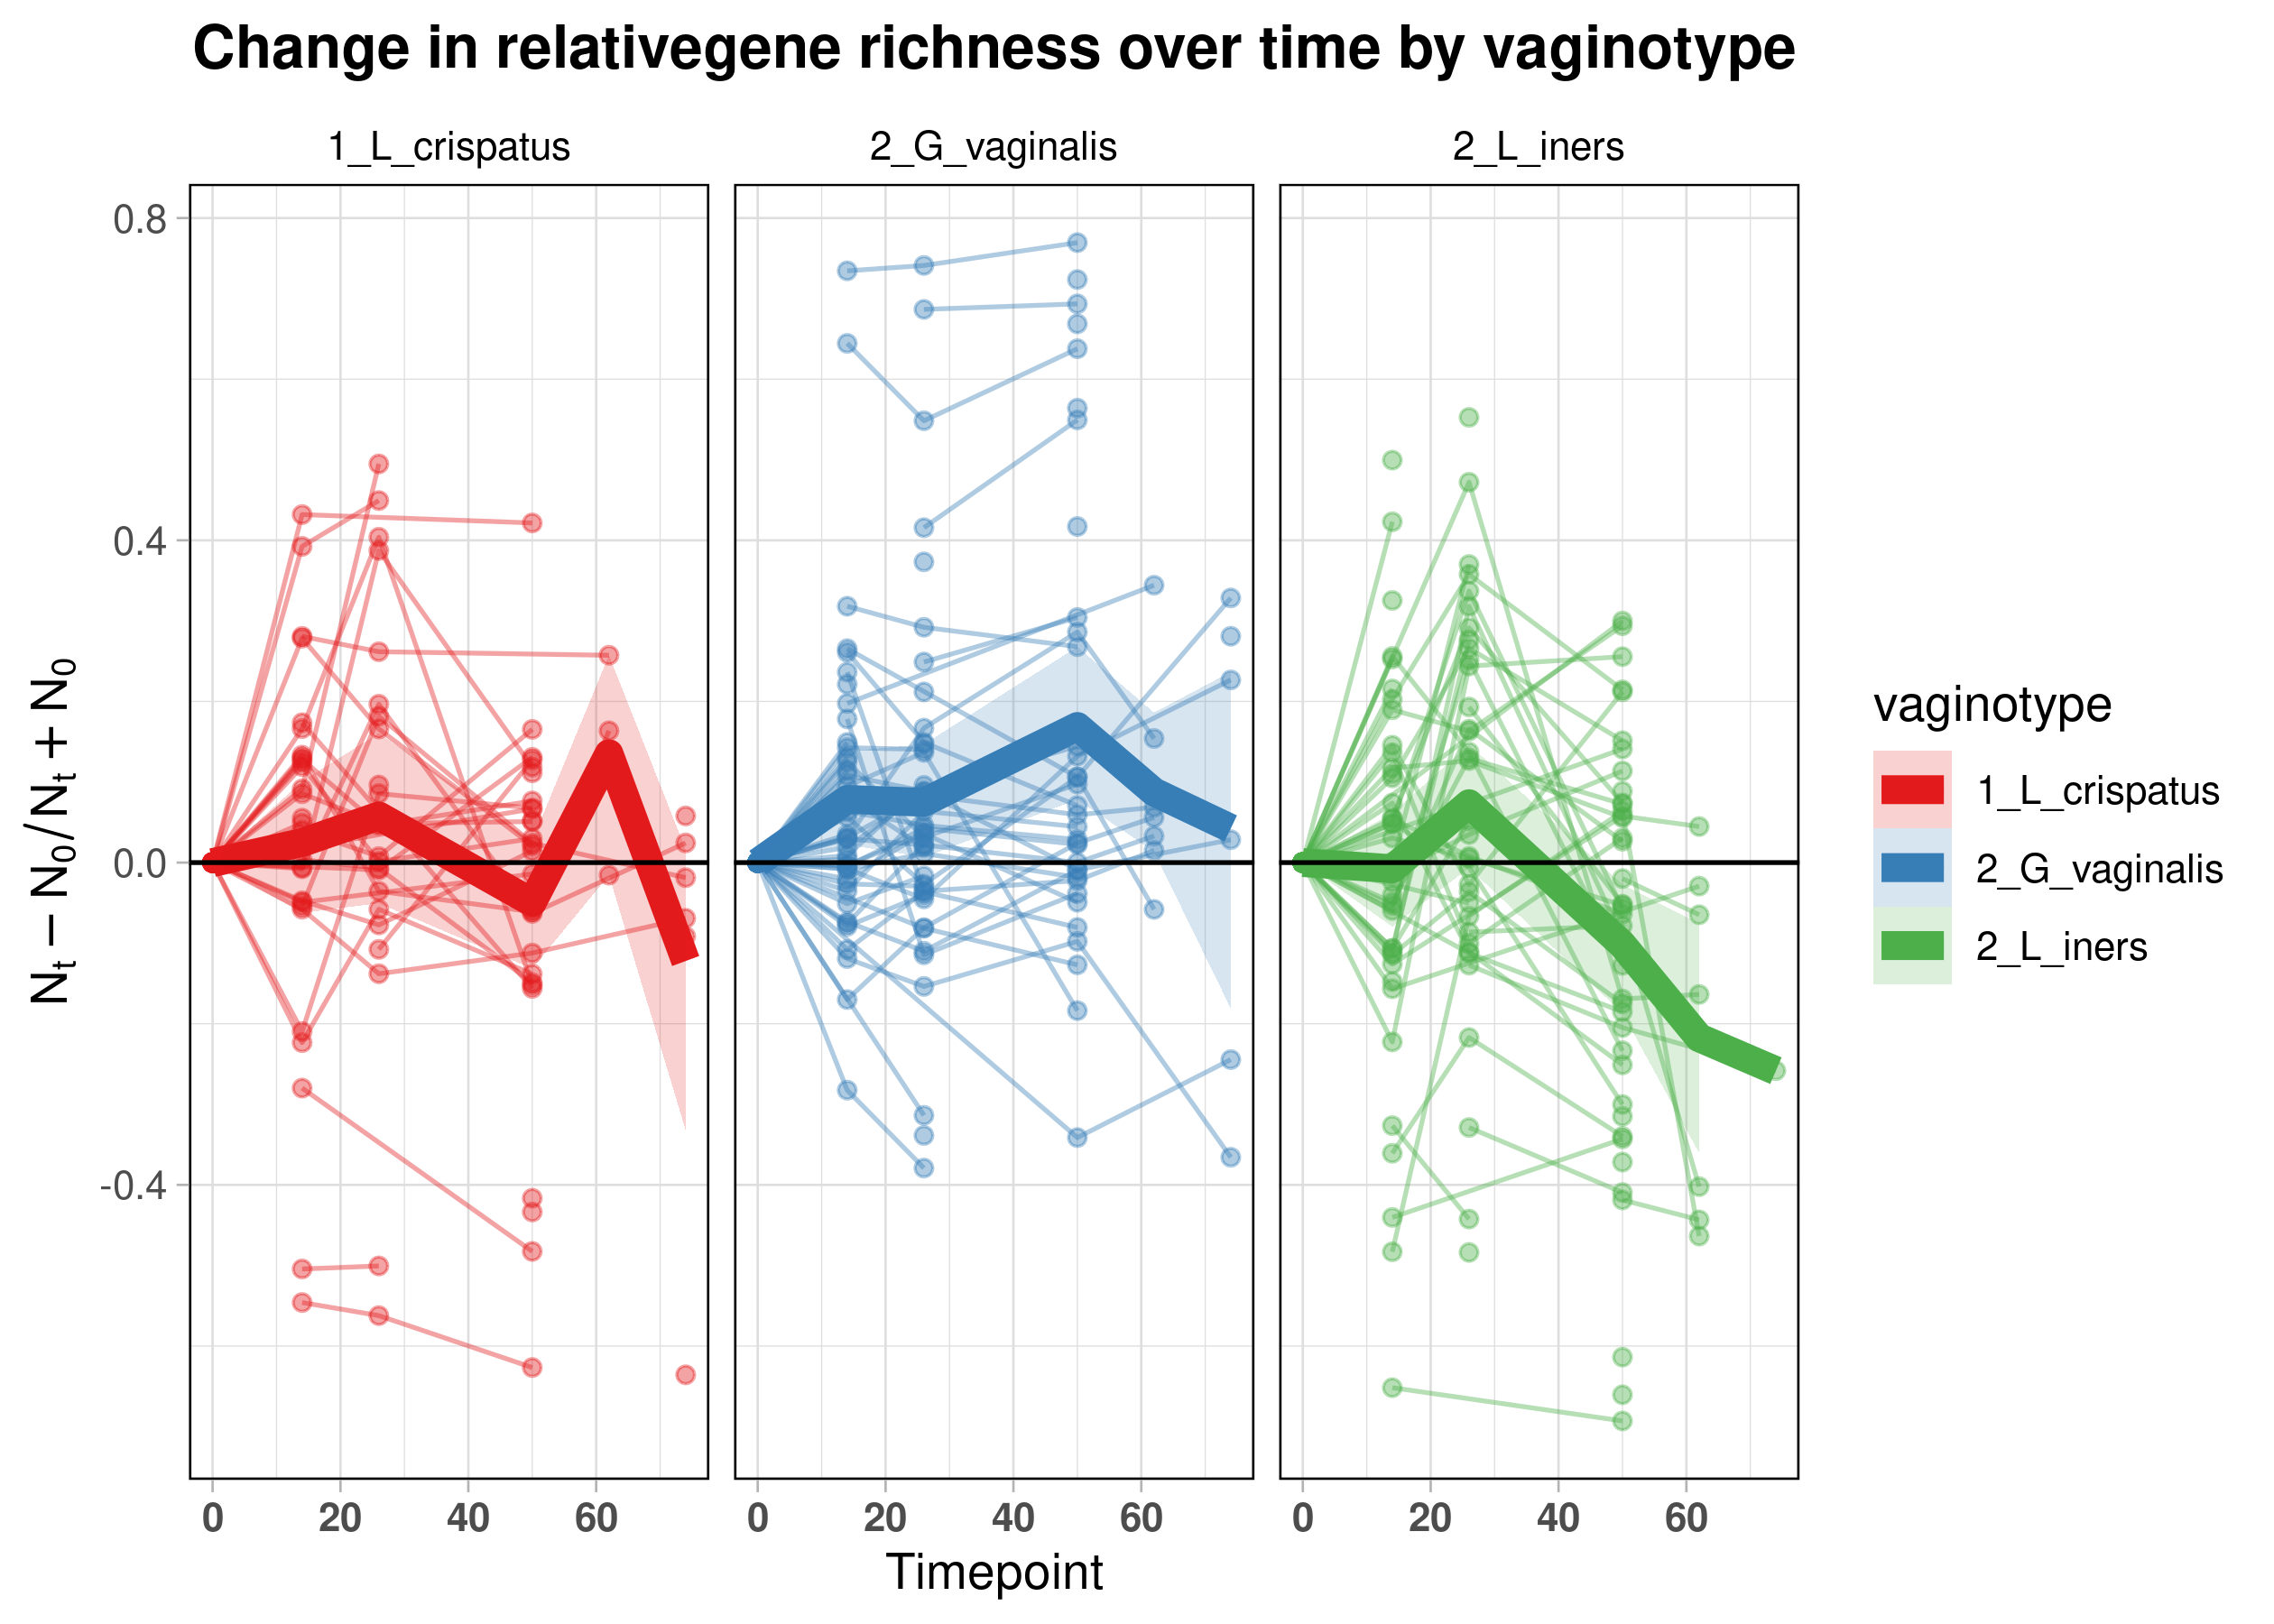 Change in relativegene richness over time by vaginotype
1_L_crispatus
2_G_vaginalis
2_L_iners
Nₜ − N₀/Nₜ + N₀
0.8
0.4
0.0
-0.4
0 20 40 60
0 20 40 60
0 20 40 60
Timepoint
vaginotype
1_L_crispatus
2_G_vaginalis
2_L_iners